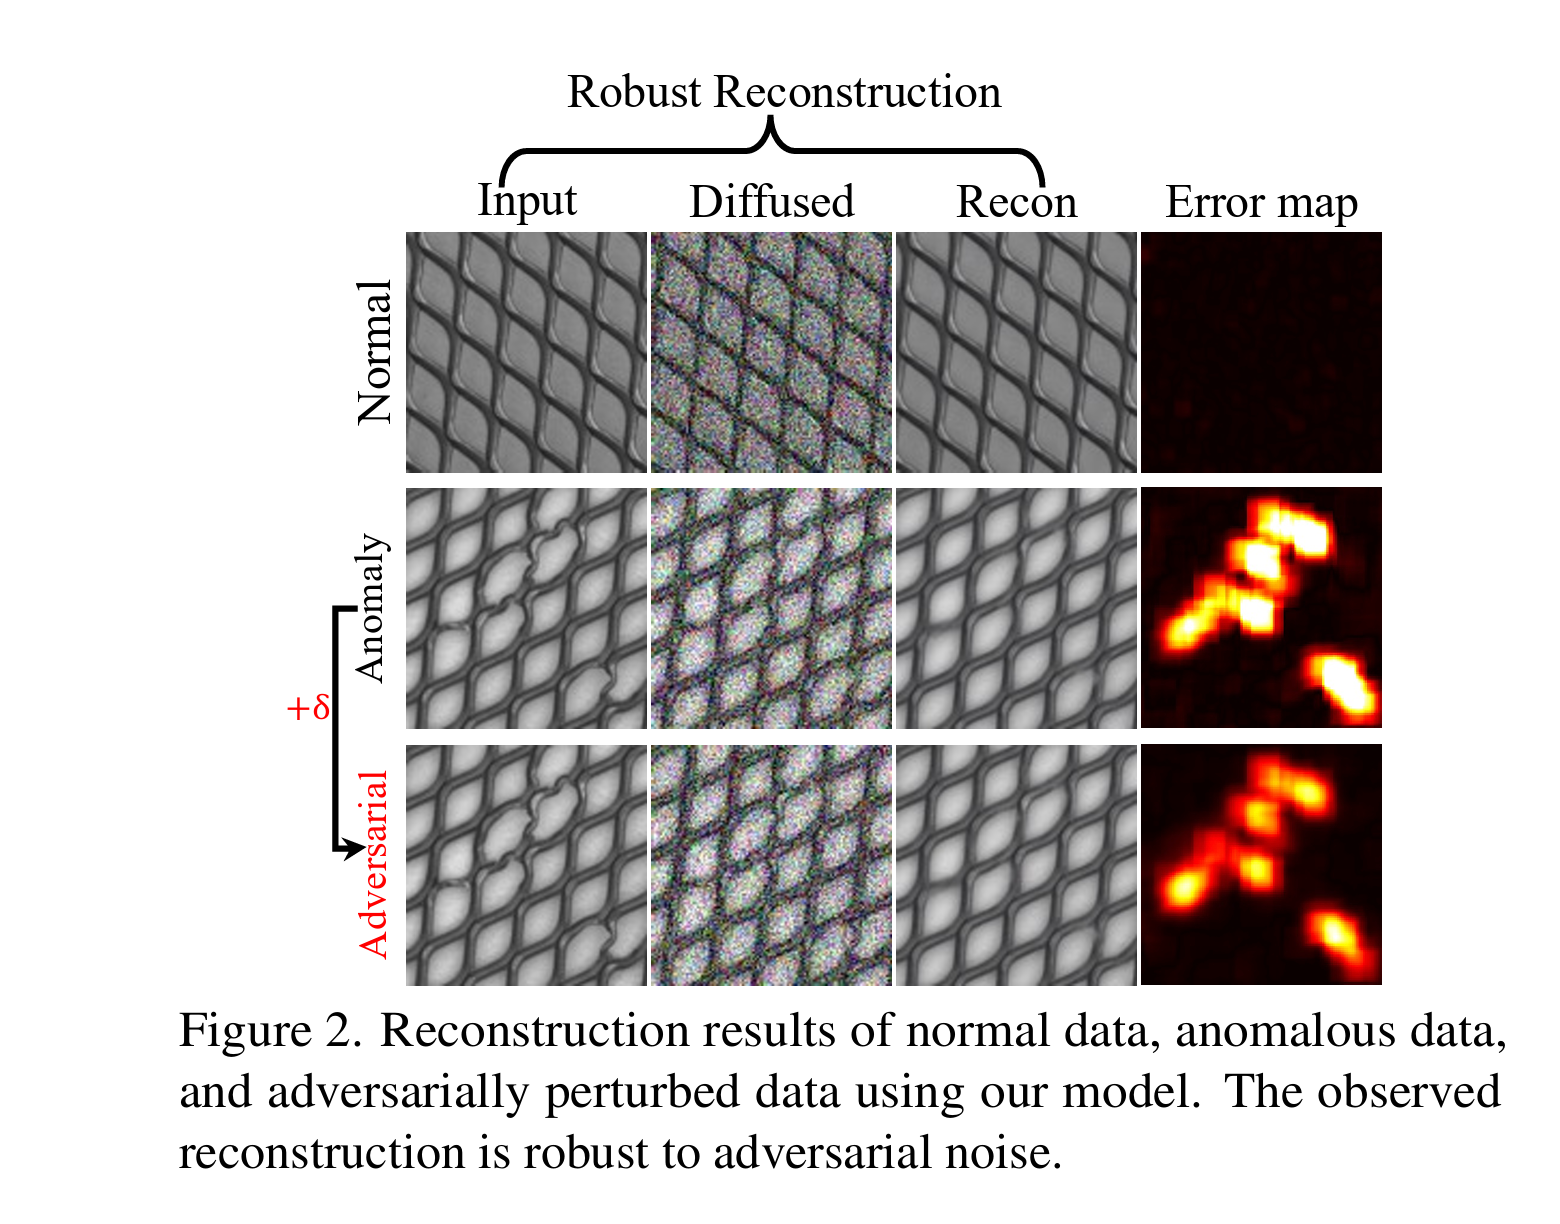 Robust Reconstruction
Input Diffused Recon Error map
Normal
Anomaly
+δ
Adversarial
Figure 2. Reconstruction results of normal data, anomalous data,
and adversarially perturbed data using our model. The observed
reconstruction is robust to adversarial noise.